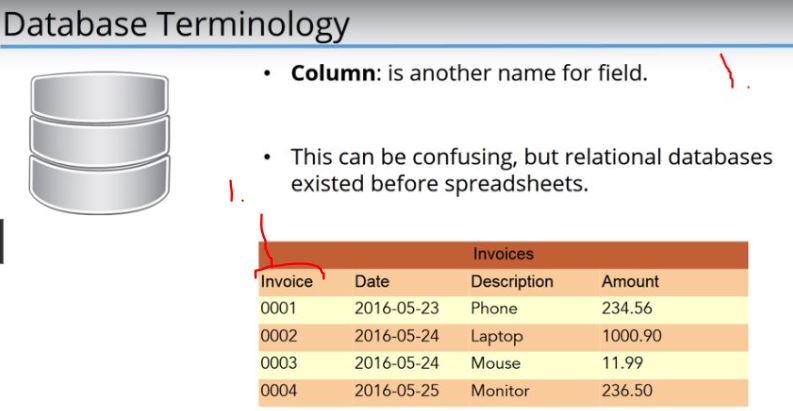 Database Terminology
• Column: is another name for field.
• This can be confusing, but relational databases
existed before spreadsheets.
1.
Invoices
Invoice Date Description Amount
0001 2016-05-23 Phone 234.56
0002 2016-05-24 Laptop 1000.90
0003 2016-05-24 Mouse 11.99
0004 2016-05-25 Monitor 236.50